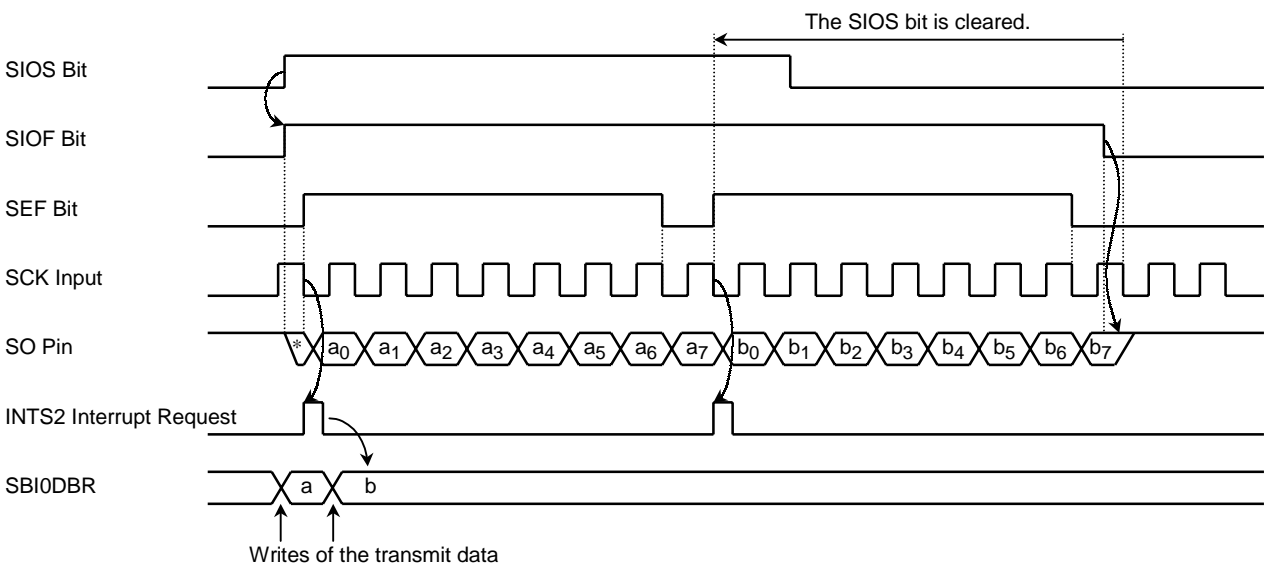 The SIOS bit is cleared.
SIOS Bit
SIOF Bit
SEF Bit
SCK Input
SO Pin * a0 a1 a2 a3 a4 a5 a6 a7 b0 b1 b2 b3 b4 b5 b6 b7
INTS2 Interrupt Request
SBI0DBR a b
Writes of the transmit data